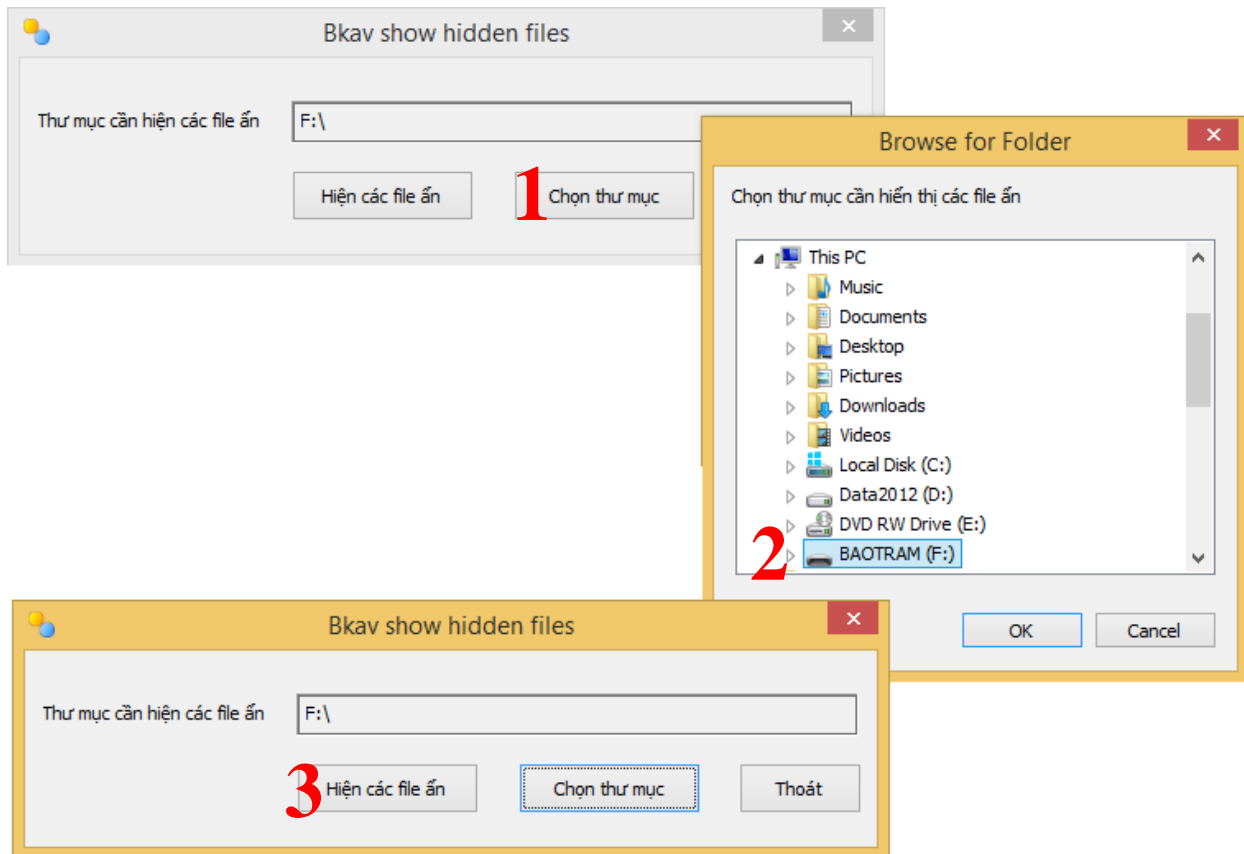 Bkav show hidden files
Thư mục cần hiện các file ẩn
F:\
1
Hiện các file ẩn
Chọn thư mục
Browse for Folder
Chọn thư mục cần hiển thị các file ẩn
This PC
Music
Documents
Desktop
Pictures
Downloads
Videos
Local Disk (C:)
Data2012 (D:)
DVD RW Drive (E:)
2
BAOTRAM (F:)
OK
Cancel
Bkav show hidden files
Thư mục cần hiện các file ẩn
F:\
3
Hiện các file ẩn
Chọn thư mục
Thoát